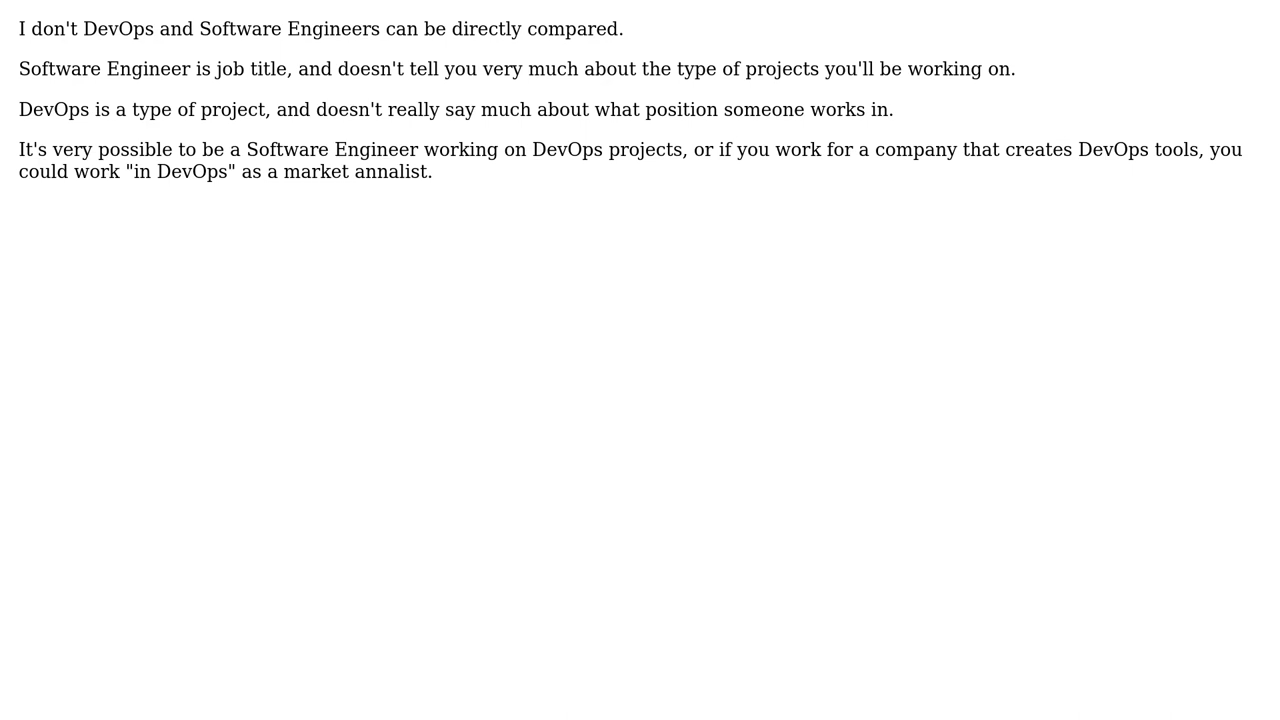 I don't DevOps and Software Engineers can be directly compared.
Software Engineer is job title, and doesn't tell you very much about the type of projects you'll be working on.
DevOps is a type of project, and doesn't really say much about what position someone works in.
It's very possible to be a Software Engineer working on DevOps projects, or if you work for a company that creates DevOps tools, you
could work "in DevOps" as a market annalist.